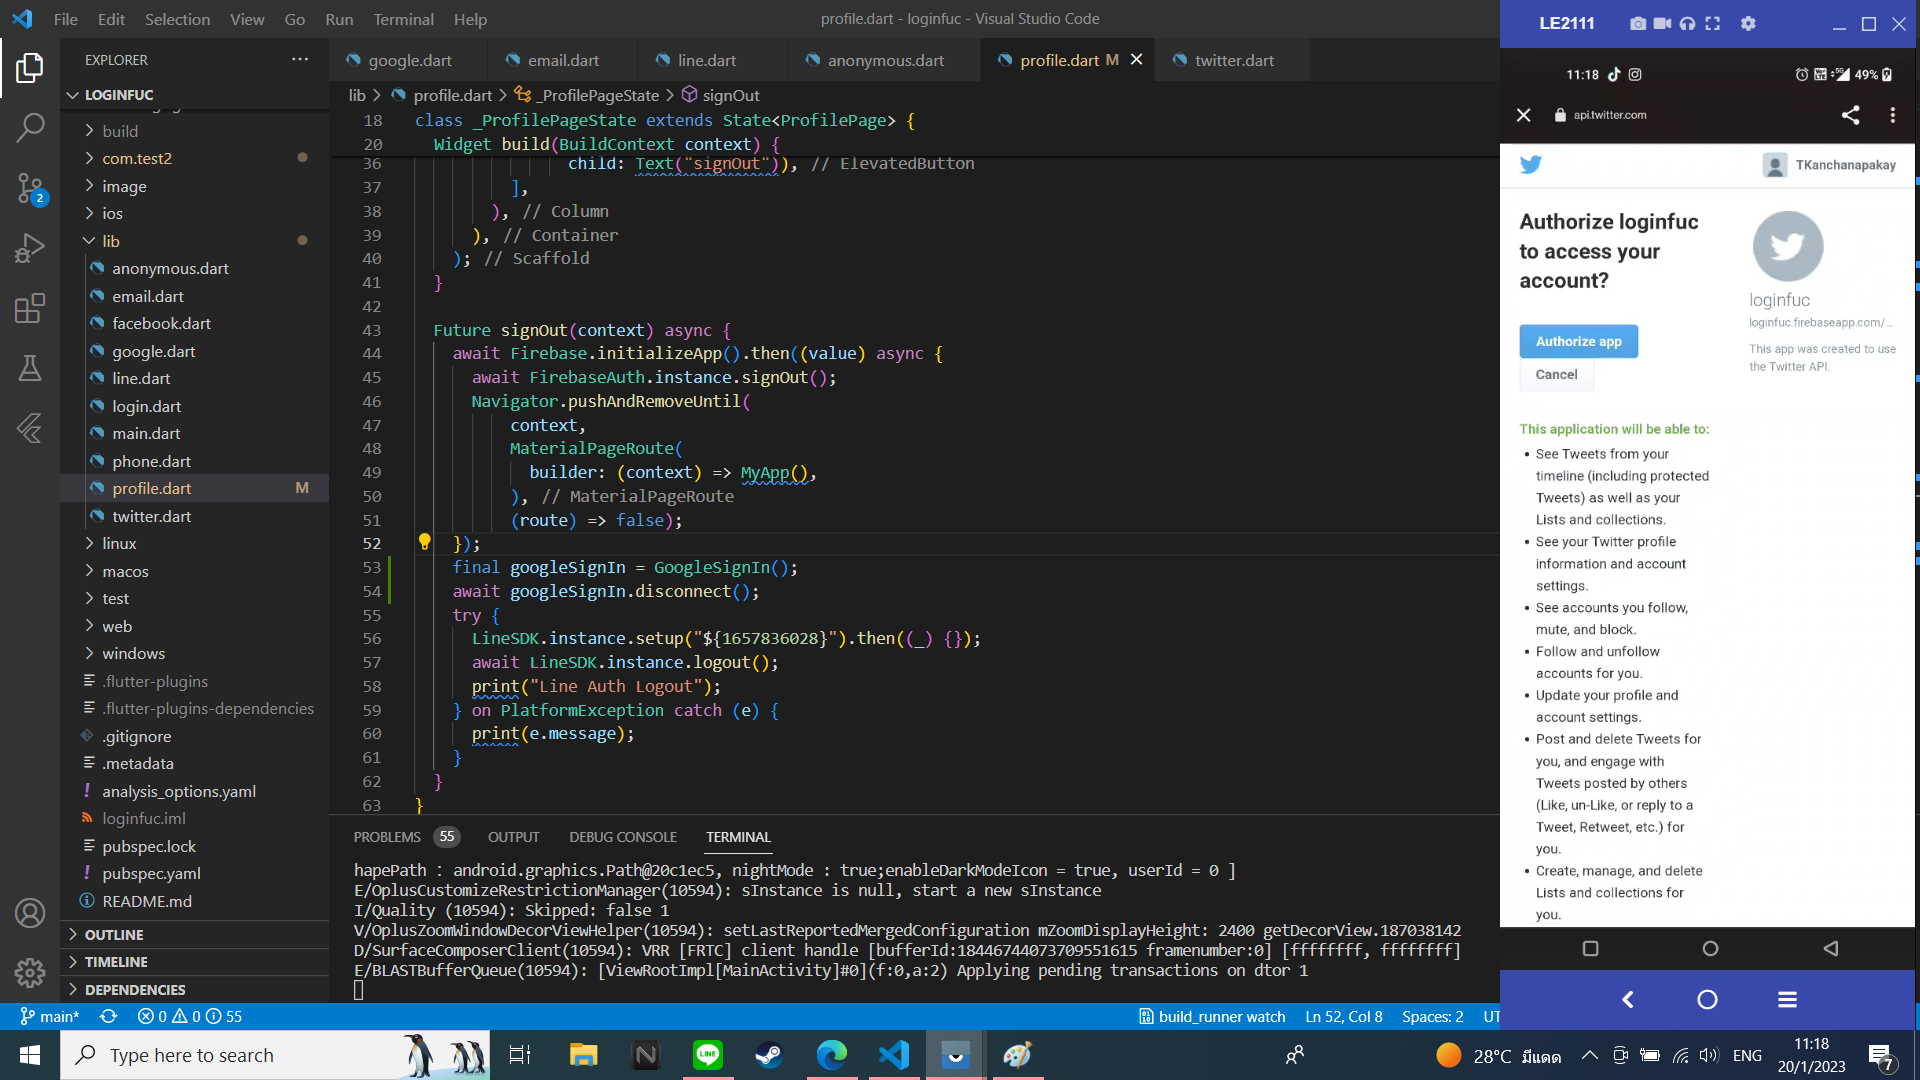 File Edit Selection View Go Run Terminal Help
profile.dart - loginfuc - Visual Studio Code
EXPLORER
LOGINFUC
build
com.test2
image
ios
lib
anonymous.dart
email.dart
facebook.dart
google.dart
line.dart
login.dart
main.dart
phone.dart
profile.dart M
twitter.dart
linux
macos
test
web
windows
.flutter-plugins
.flutter-plugins-dependencies
.gitignore
.metadata
analysis_options.yaml
loginfuc.iml
pubspec.lock
pubspec.yaml
README.md
OUTLINE
TIMELINE
DEPENDENCIES
2
google.dart email.dart line.dart anonymous.dart profile.dart M twitter.dart
lib > profile.dart > _ProfilePageState > signOut
18 class _ProfilePageState extends State<ProfilePage> {
20 Widget build(BuildContext context) {
36 child: Text("signOut")), // ElevatedButton
37 ],
38 ), // Column
39 ), // Container
40 ); // Scaffold
41 }
42
43 Future signOut(context) async {
44 await Firebase.initializeApp().then((value) async {
45 await FirebaseAuth.instance.signOut();
46 Navigator.pushAndRemoveUntil(
47 context,
48 MaterialPageRoute(
49 builder: (context) => MyApp(),
50 ), // MaterialPageRoute
51 (route) => false);
52 });
53 final googleSignIn = GoogleSignIn();
54 await googleSignIn.disconnect();
55 try {
56 LineSDK.instance.setup("${1657836028}").then((_) {});
57 await LineSDK.instance.logout();
58 print("Line Auth Logout");
59 } on PlatformException catch (e) {
60 print(e.message);
61 }
62 }
63 }
PROBLEMS 55 OUTPUT DEBUG CONSOLE TERMINAL
hapePath : android.graphics.Path@20c1ec5, nightMode : true;enableDarkModeIcon = true, userId = 0 ]
E/OplusCustomizeRestrictionManager(10594): sInstance is null, start a new sInstance
I/Quality (10594): Skipped: false 1
V/OplusZoomWindowDecorViewHelper(10594): setLastReportedMergedConfiguration mZoomDisplayHeight: 2400 getDecorView.187038142
D/SurfaceComposerClient(10594): VRR [FRTC] client handle [bufferId:18446744073709551615 framenumber:0] [ffffffff, ffffffff]
E/BLASTBufferQueue(10594): [ViewRootImpl[MainActivity]#0](f:0,a:2) Applying pending transactions on dtor 1
main* 0 0 55 build_runner watch Ln 52, Col 8 Spaces: 2 UT
LE2111
11:18 49%
api.twitter.com
TKanchanapakay
Authorize loginfuc
to access your
account?
Authorize app
Cancel
loginfuc
loginfuc.firebaseapp.com/...
This app was created to use
the Twitter API.
This application will be able to:
• See Tweets from your
timeline (including protected
Tweets) as well as your
Lists and collections.
• See your Twitter profile
information and account
settings.
• See accounts you follow,
mute, and block.
• Follow and unfollow
accounts for you.
• Update your profile and
account settings.
• Post and delete Tweets for
you, and engage with
Tweets posted by others
(Like, un-Like, or reply to a
Tweet, Retweet, etc.) for
you.
• Create, manage, and delete
Lists and collections for
you.
Type here to search
LINE
28°C มีแดด
ENG
11:18
20/1/2023
7